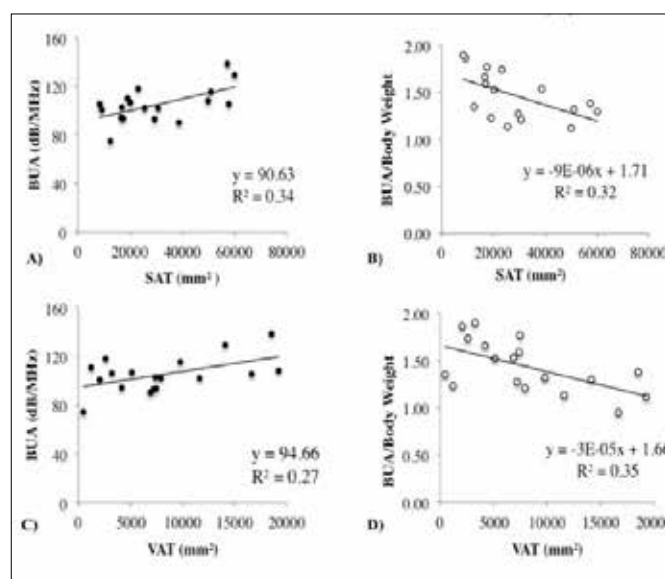 160
120
80
40
0
BUA (dB/MHz)
y = 90.63
R² = 0.34
0 20000 40000 60000 80000
A)
SAT (mm² )
2.00
1.50
1.00
0.50
0.00
BUA/Body Weight
y = -9E-06x + 1.71
R² = 0.32
0 20000 40000 60000 80000
B)
SAT (mm²)
160
120
80
40
0
BUA (dB/MHz)
y = 94.66
R² = 0.27
0 5000 10000 15000 20000
C)
VAT (mm²)
2.00
1.50
1.00
0.50
0.00
BUA/Body Weight
y = -3E-05x + 1.66
R² = 0.35
0 5000 10000 15000 20000
D)
VAT (mm²)